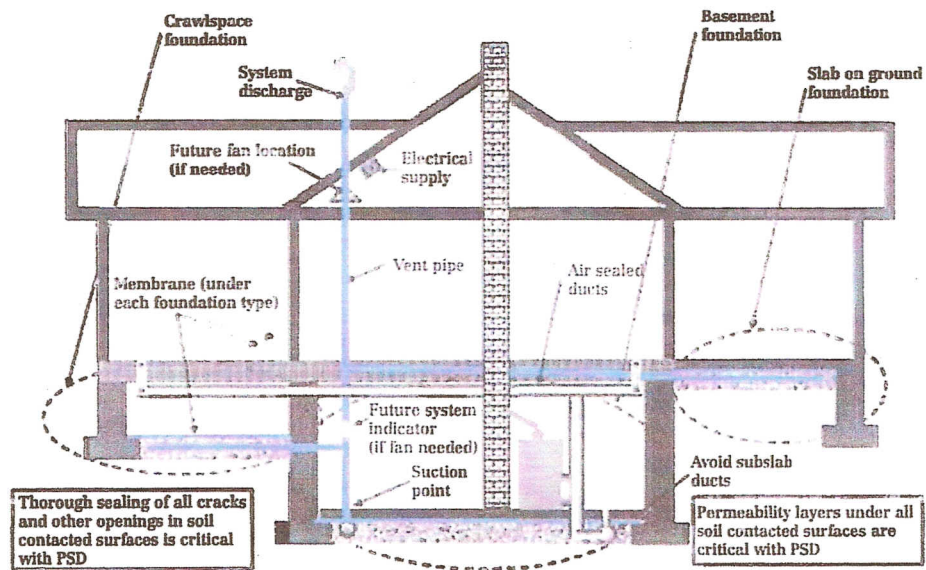 Crawlspace
foundation
System
discharge
Basement
foundation
Slab on ground
foundation
Future fan location
(if needed)
Electrical
supply
Vent pipe
Air sealed
ducts
Membrane (under
each foundation type)
Future system
indicator
(if fan needed)
Suction
point
Avoid subslab
ducts
Thorough sealing of all cracks
and other openings in soil
contacted surfaces is critical
with PSD
Permeability layers under all
soil contacted surfaces are
critical with PSD